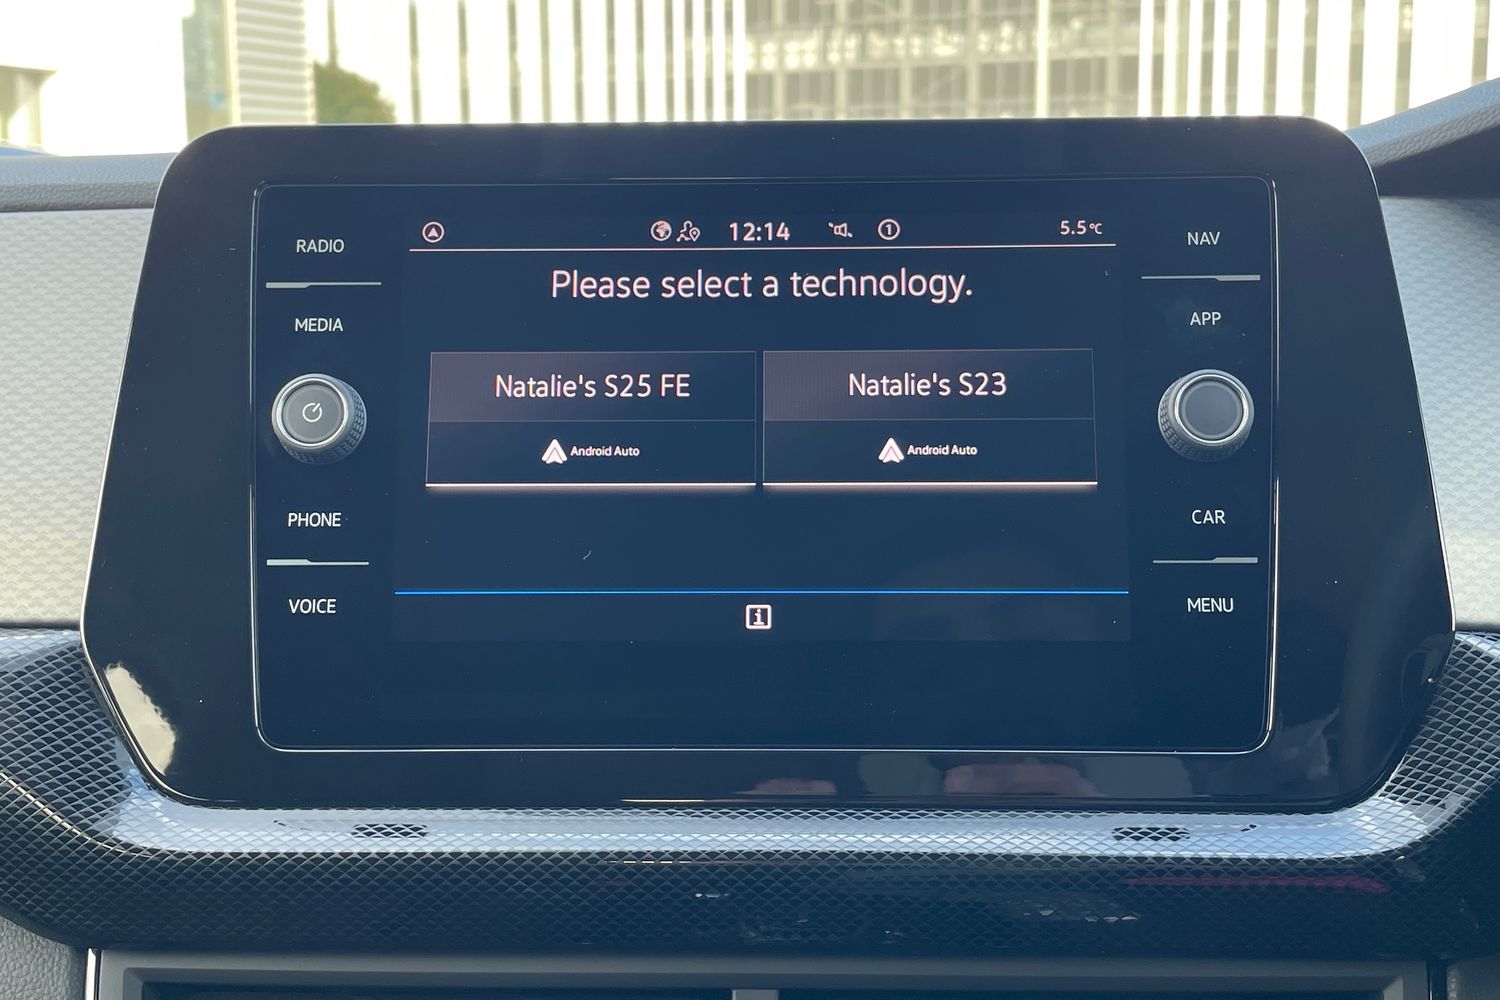 RADIO
MEDIA
PHONE
VOICE
12:14
1
5.5°C
Please select a technology.
Natalie's S25 FE
Android Auto
Natalie's S23
Android Auto
i
NAV
APP
CAR
MENU